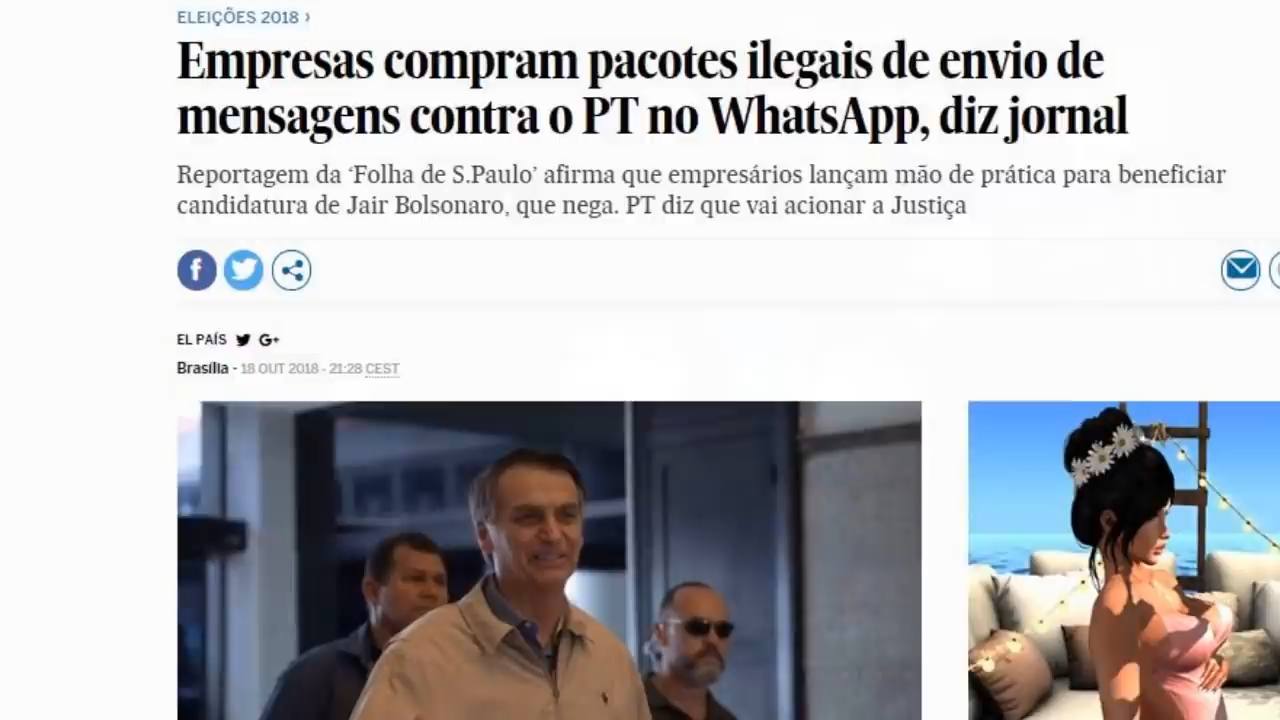 ELEIÇÕES 2018 ›
Empresas compram pacotes ilegais de envio de
mensagens contra o PT no WhatsApp, diz jornal
Reportagem da ‘Folha de S.Paulo’ afirma que empresários lançam mão de prática para beneficiar
candidatura de Jair Bolsonaro, que nega. PT diz que vai acionar a Justiça
EL PAÍS
Brasília - 18 OUT 2018 - 21:28 CEST